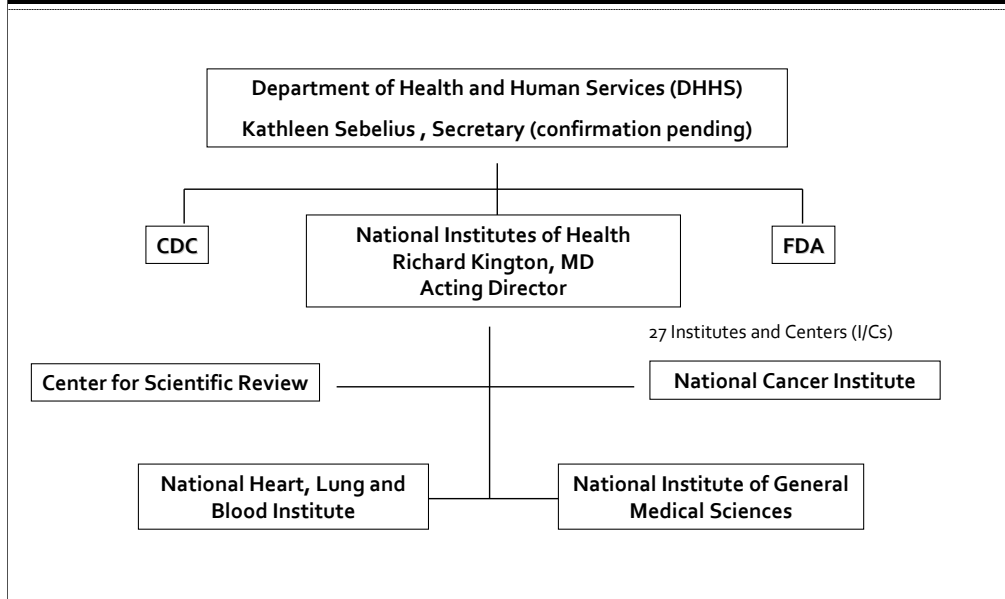 Department of Health and Human Services (DHHS)
Kathleen Sebelius , Secretary (confirmation pending)
CDC
National Institutes of Health
Richard Kington, MD
Acting Director
FDA
27 Institutes and Centers (I/Cs)
Center for Scientific Review
National Cancer Institute
National Heart, Lung and
Blood Institute
National Institute of General
Medical Sciences